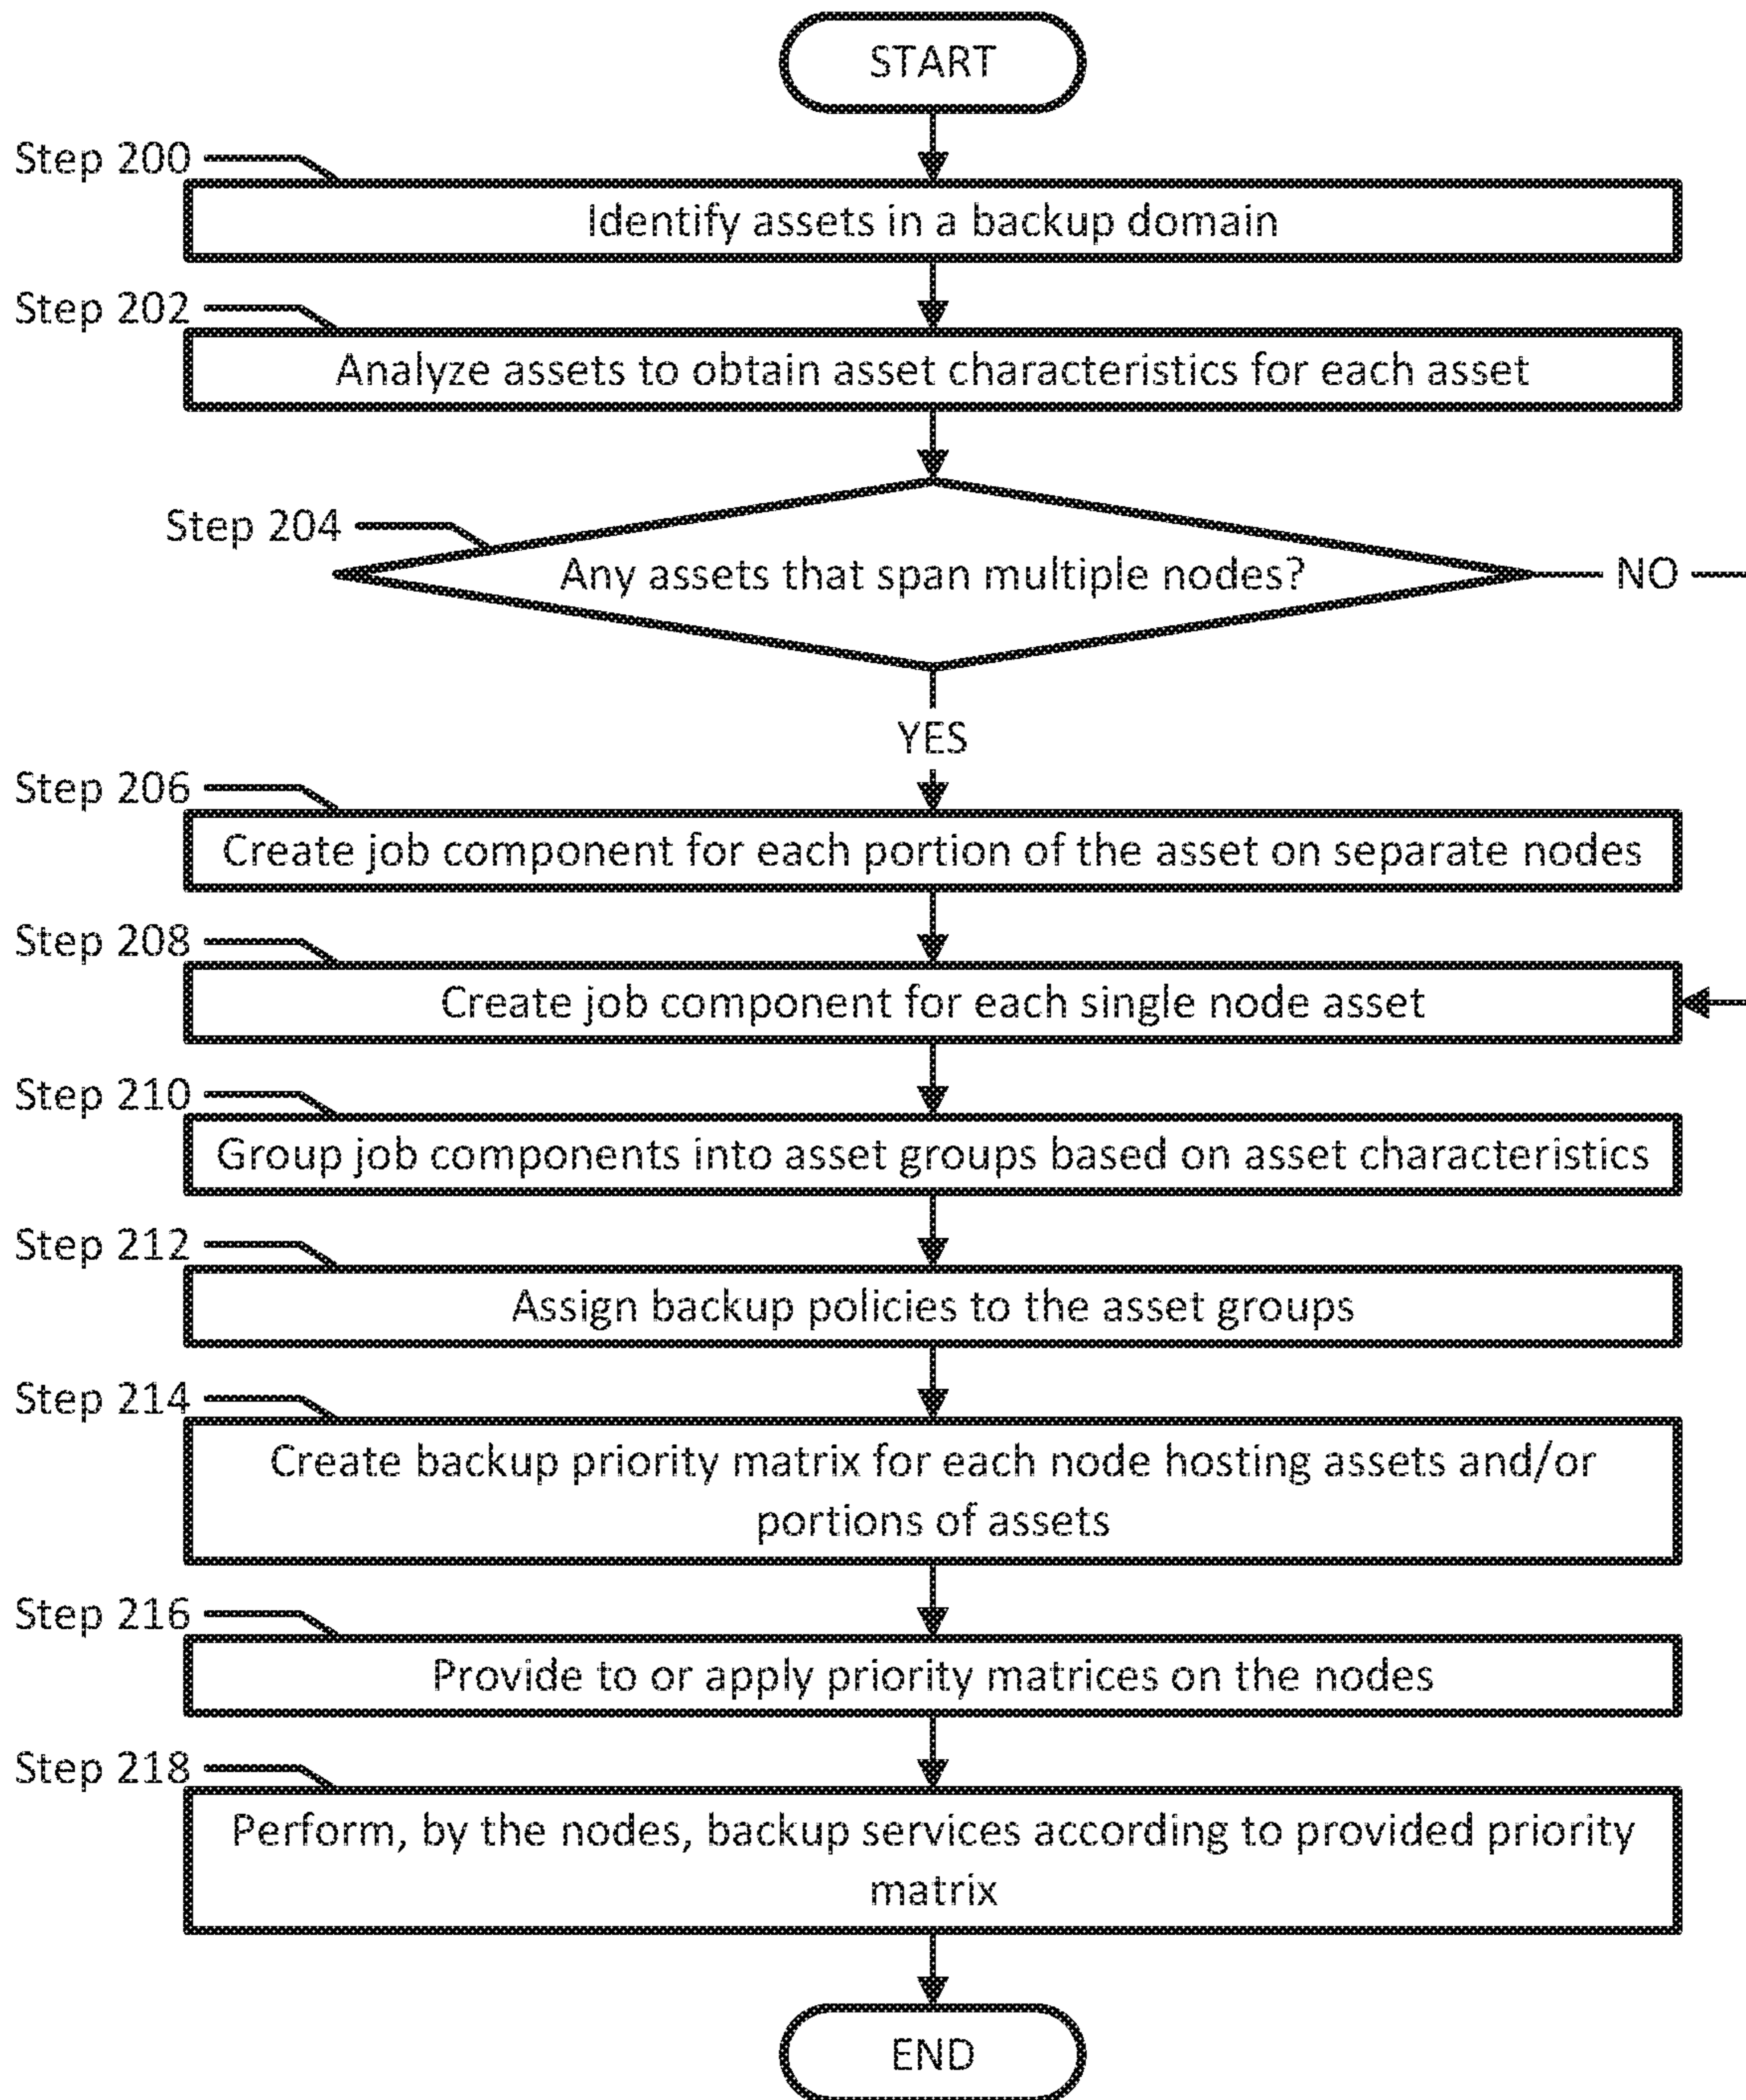 START
Step 200
Identify assets in a backup domain
Step 202
Analyze assets to obtain asset characteristics for each asset
Step 204
Any assets that span multiple nodes?
NO
YES
Step 206
Create job component for each portion of the asset on separate nodes
Step 208
Create job component for each single node asset
Step 210
Group job components into asset groups based on asset characteristics
Step 212
Assign backup policies to the asset groups
Step 214
Create backup priority matrix for each node hosting assets and/or
portions of assets
Step 216
Provide to or apply priority matrices on the nodes
Step 218
Perform, by the nodes, backup services according to provided priority
matrix
END